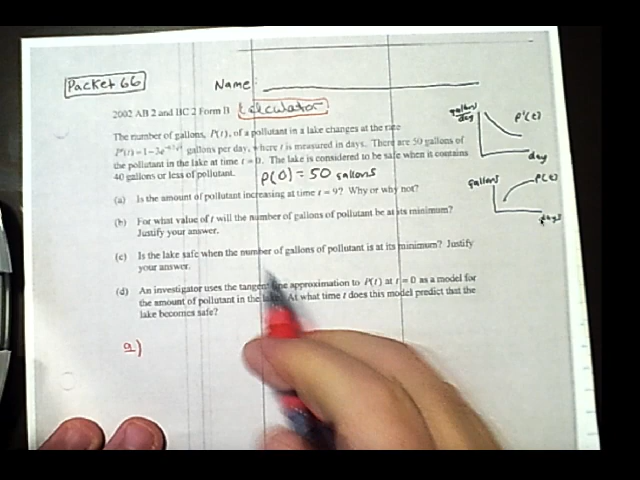 Packet 66
Name:
2002 AB 2 and BC 2 Form B Calculator
The number of gallons, P(t), of a pollutant in a lake changes at the rate
gallons per day, where t is measured in days. There are 50 gallons of
the pollutant in the lake at time t = 0. The lake is considered to be safe when it contains
40 gallons or less of pollutant. P(0) = 50 gallons
(a) Is the amount of pollutant increasing at time t = 9? Why or why not?
(b) For what value of t will the number of gallons of pollutant be at its minimum?
Justify your answer.
(c) Is the lake safe when the number of gallons of pollutant is at its minimum? Justify
your answer.
(d) An investigator uses the tangent line approximation to P(t) at t = 0 as a model for
the amount of pollutant in the lake. At what time t does this model predict that the
lake becomes safe?
a)
gallons/day
P'(t)
day
gallons
P(t)
days